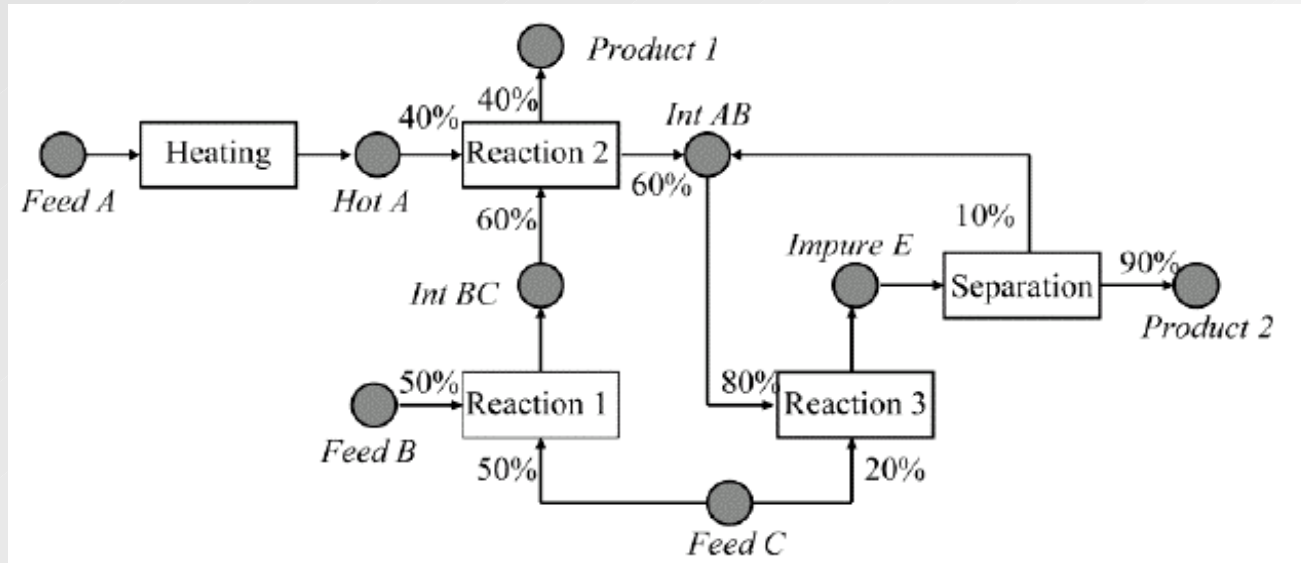 Product 1
40%
40%
Int AB
Heating
Reaction 2
60%
Feed A
Hot A
60%
10%
Impure E
90%
Int BC
Separation
Product 2
50%
80%
Reaction 1
Reaction 3
Feed B
50%
20%
Feed C